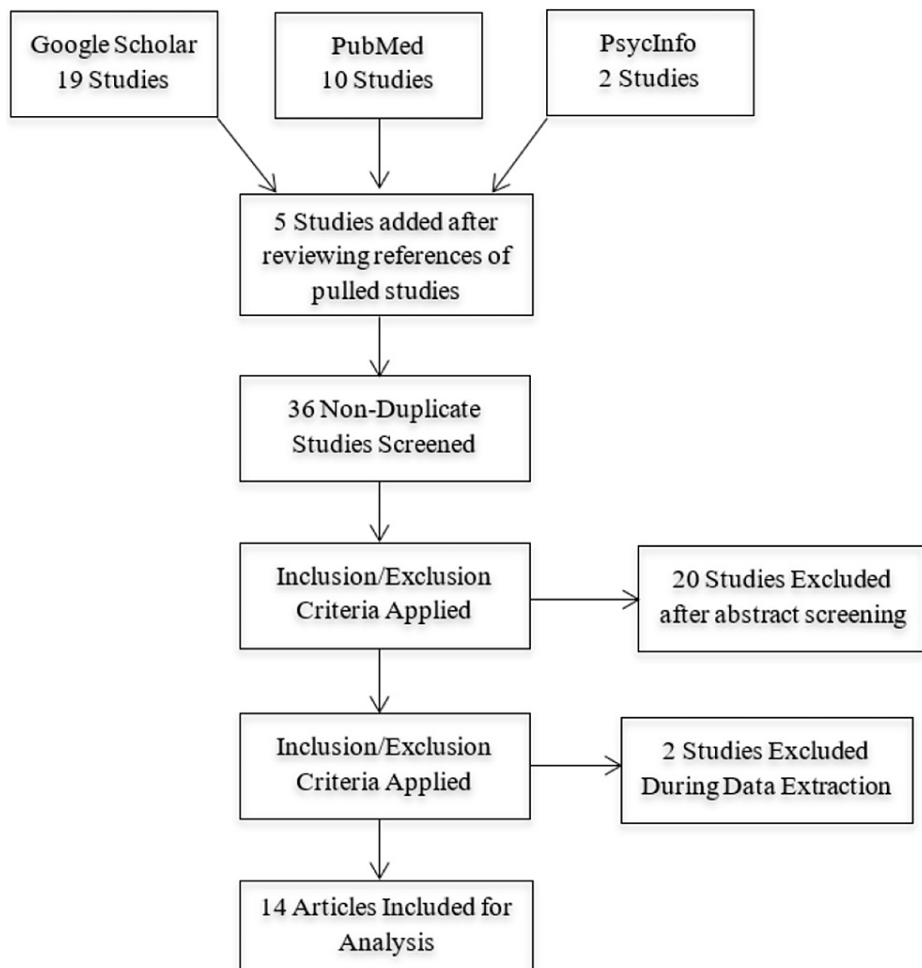 Google Scholar
19 Studies
PubMed
10 Studies
PsycInfo
2 Studies
5 Studies added after
reviewing references of
pulled studies
36 Non-Duplicate
Studies Screened
Inclusion/Exclusion
Criteria Applied
20 Studies Excluded
after abstract screening
Inclusion/Exclusion
Criteria Applied
2 Studies Excluded
During Data Extraction
14 Articles Included for
Analysis